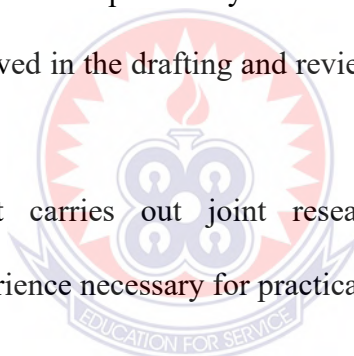 ved in the drafting and revie
t carries out joint resea
rience necessary for practica
EDUCATION FOR SERVICE